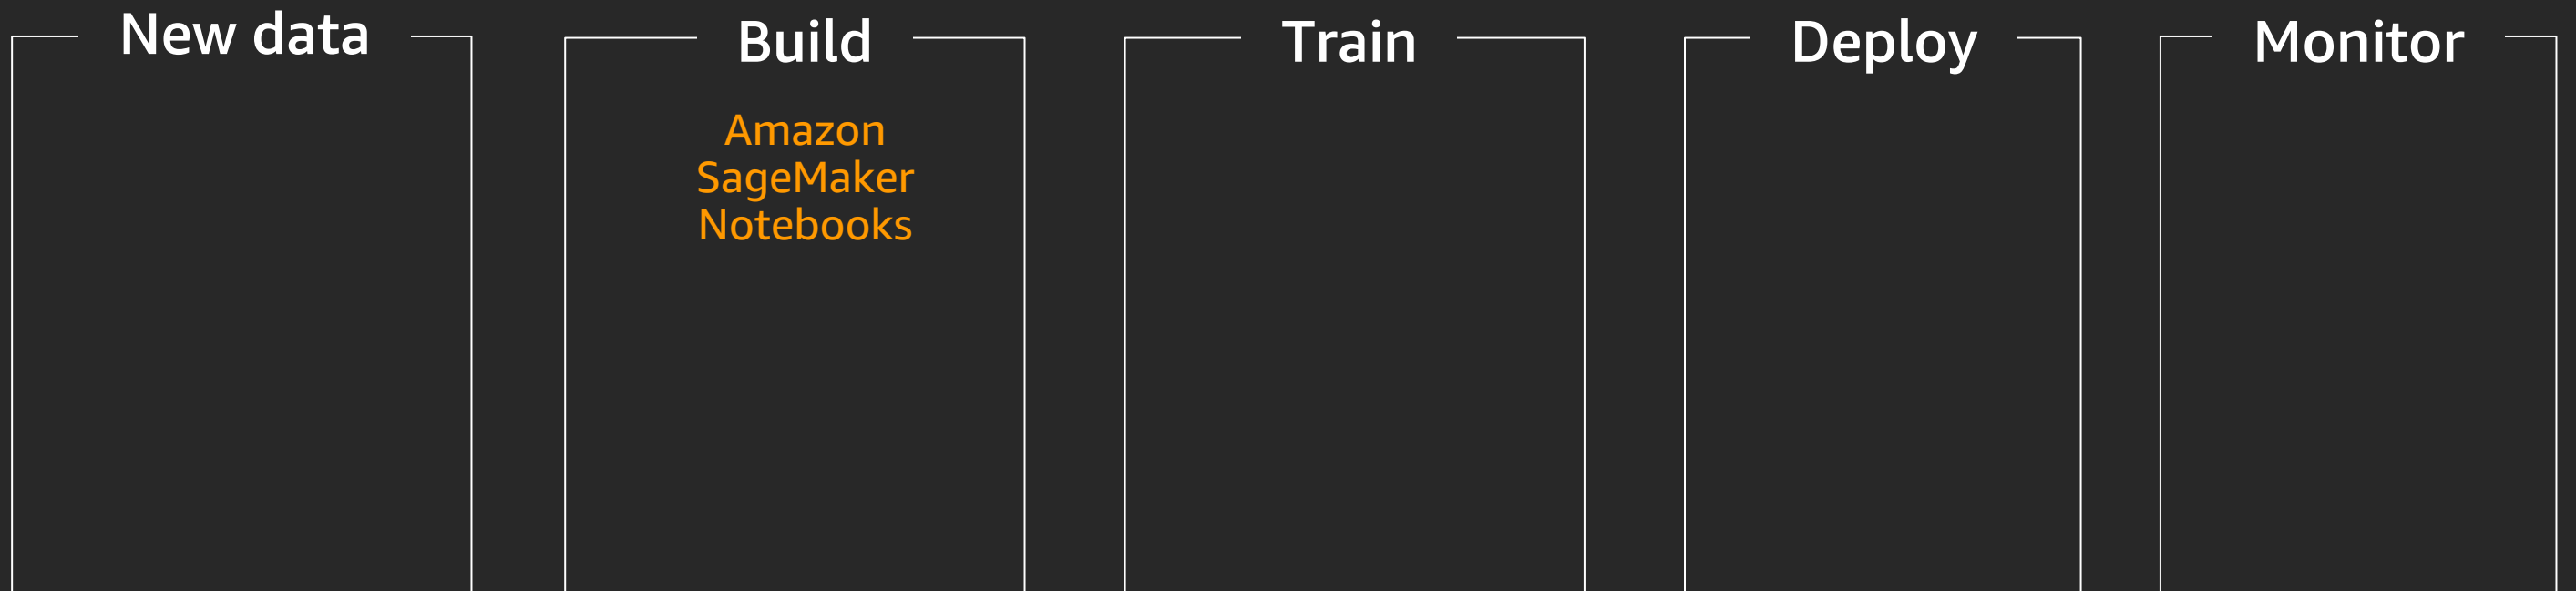 New data
Build
Train
Deploy
Monitor
Amazon
SageMaker
Notebooks